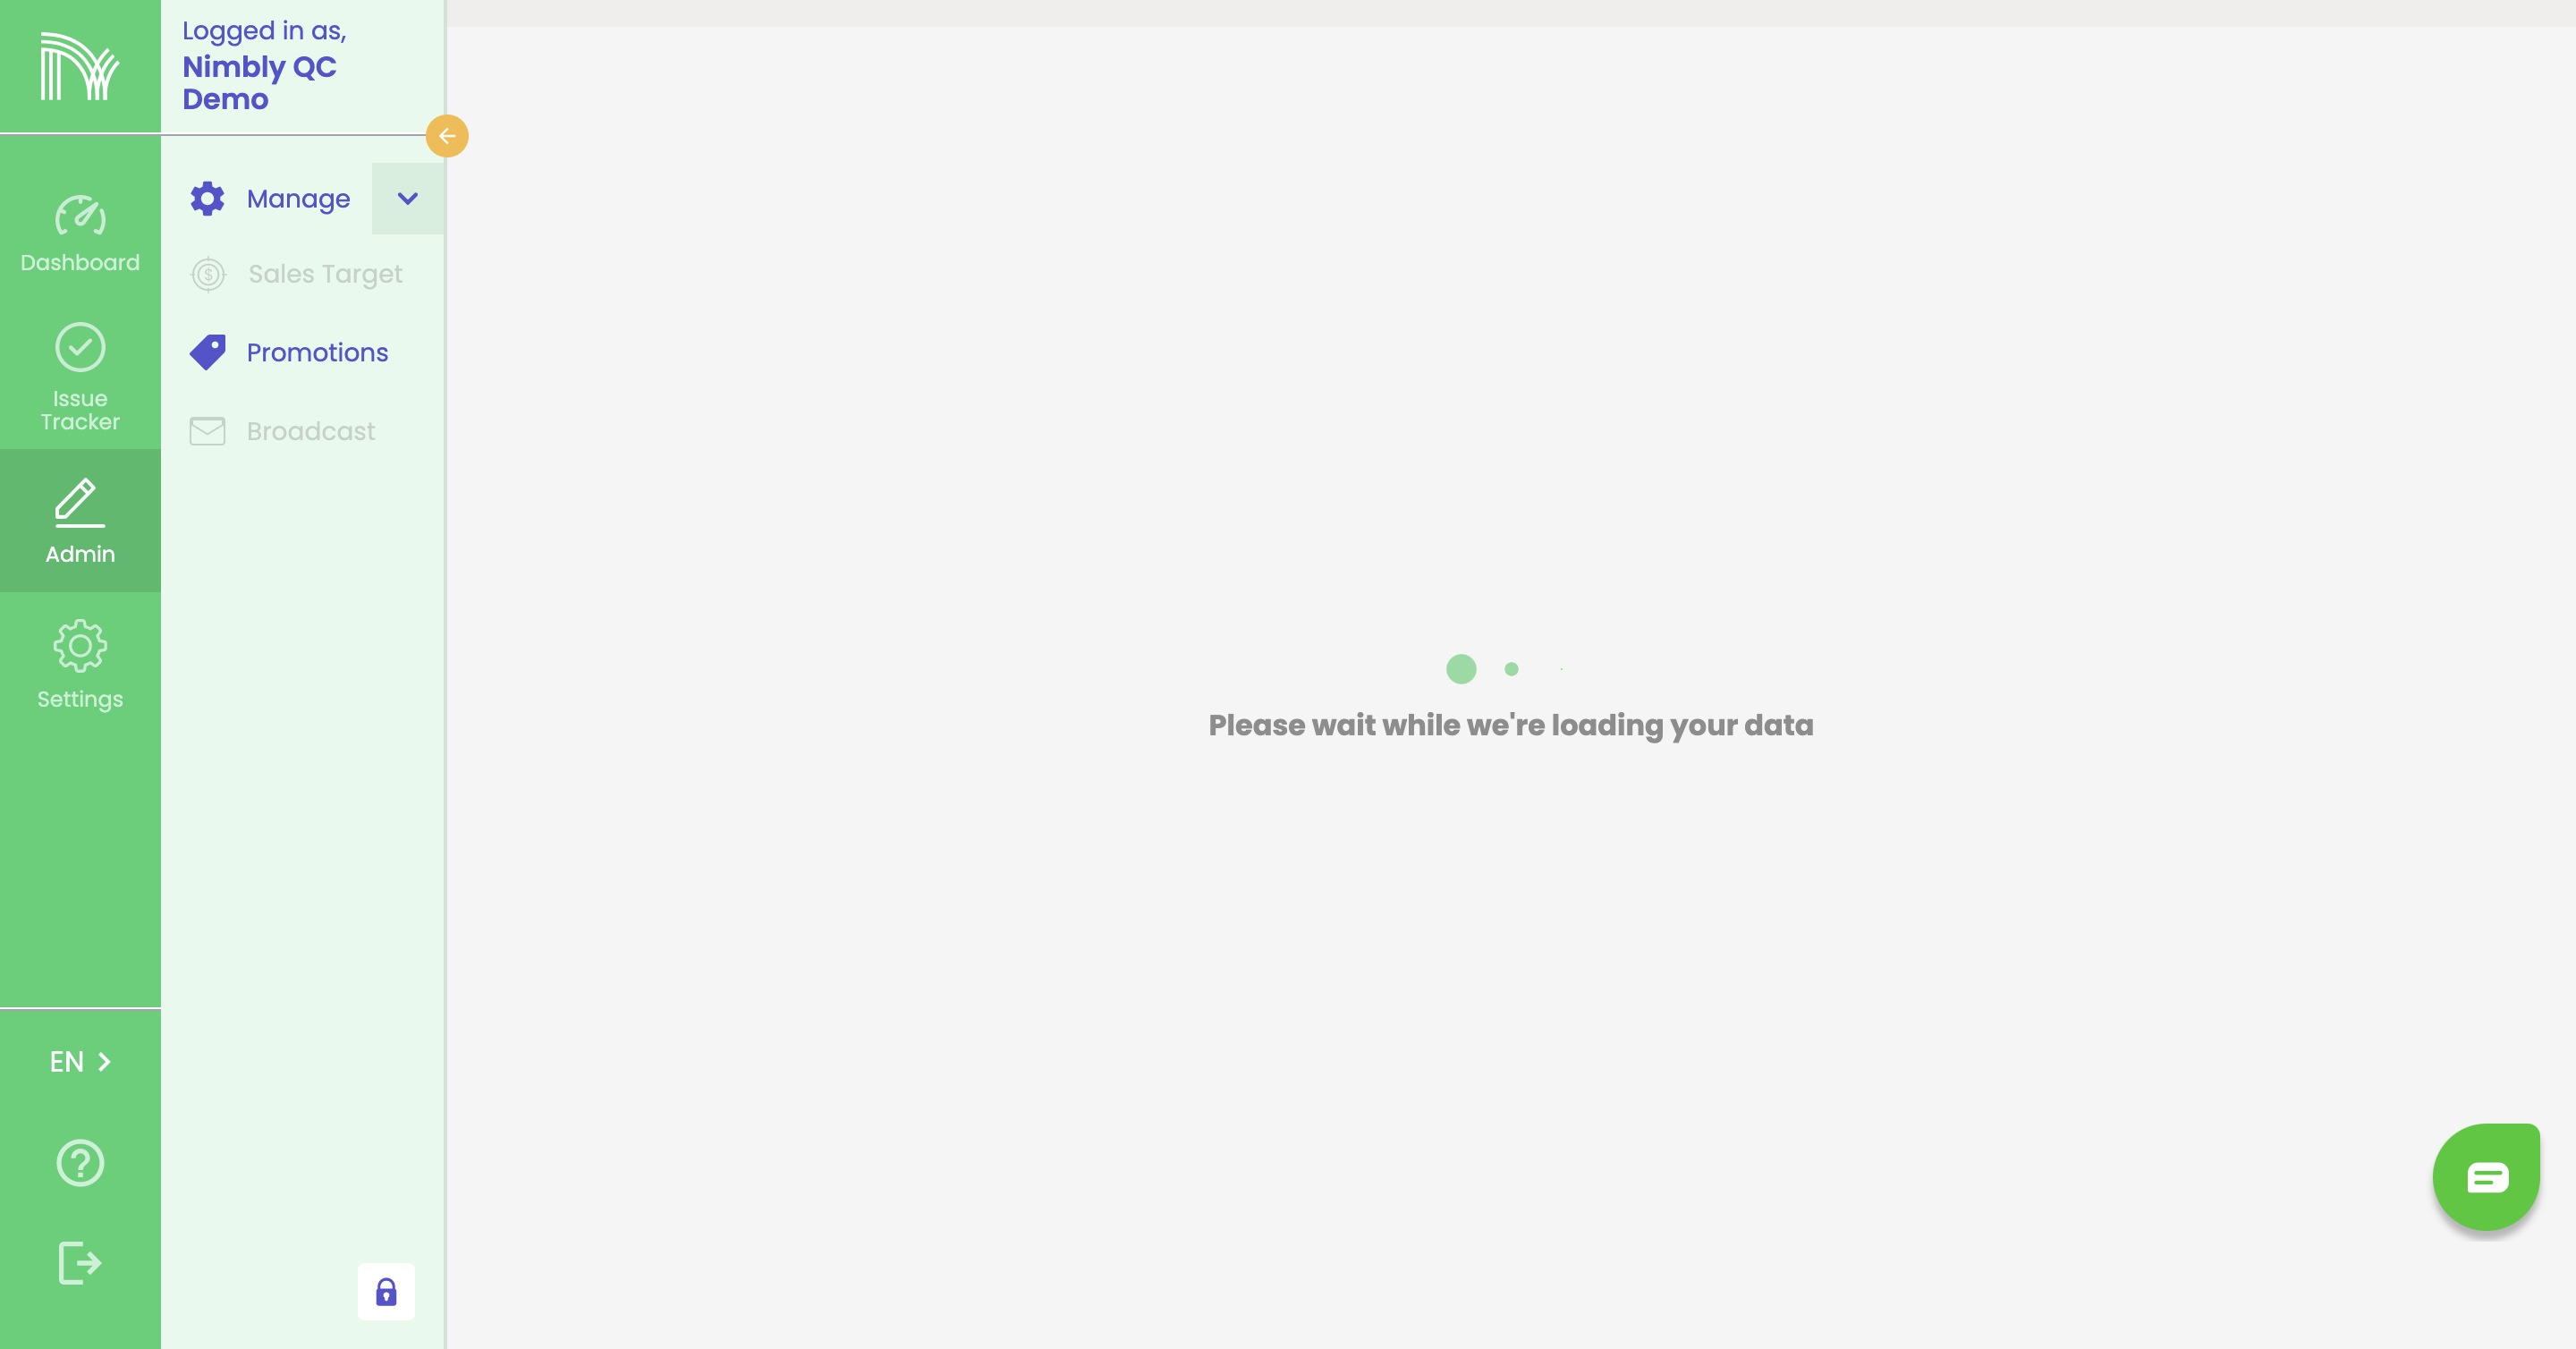 Logged in as,
Nimbly QC
Demo
Dashboard
Issue
Tracker
Admin
Settings
EN
Manage
Sales Target
Promotions
Broadcast
Please wait while we're loading your data